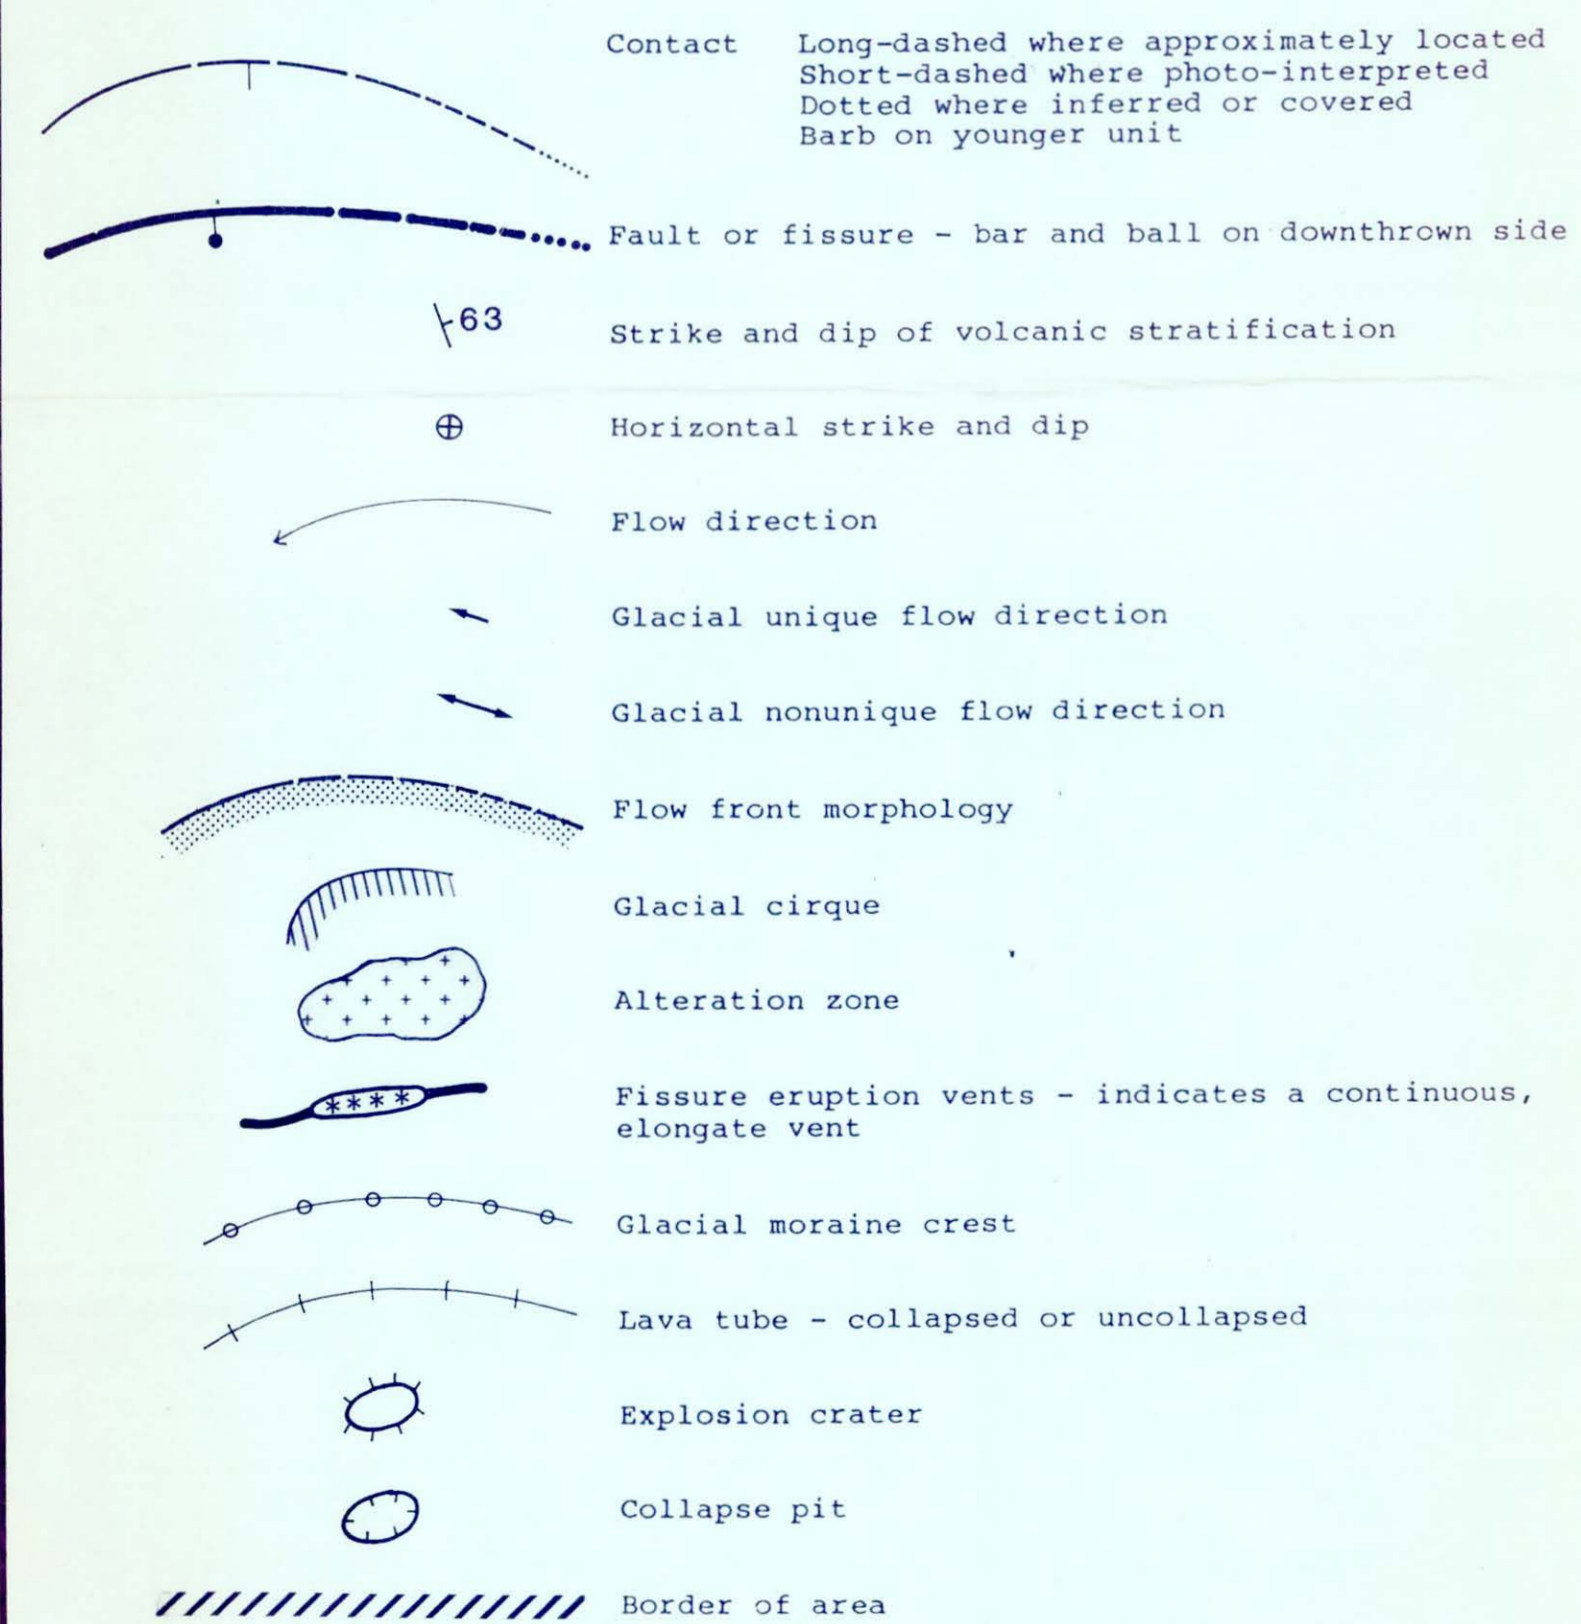 Contact Long-dashed where approximately located
Short-dashed where photo-interpreted
Dotted where inferred or covered
Barb on younger unit
Fault or fissure - bar and ball on downthrown side
63
Strike and dip of volcanic stratification
Horizontal strike and dip
Flow direction
Glacial unique flow direction
Glacial nonunique flow direction
Flow front morphology
Glacial cirque
Alteration zone
Fissure eruption vents - indicates a continuous,
elongate vent
Glacial moraine crest
Lava tube - collapsed or uncollapsed
Explosion crater
Collapse pit
Border of area